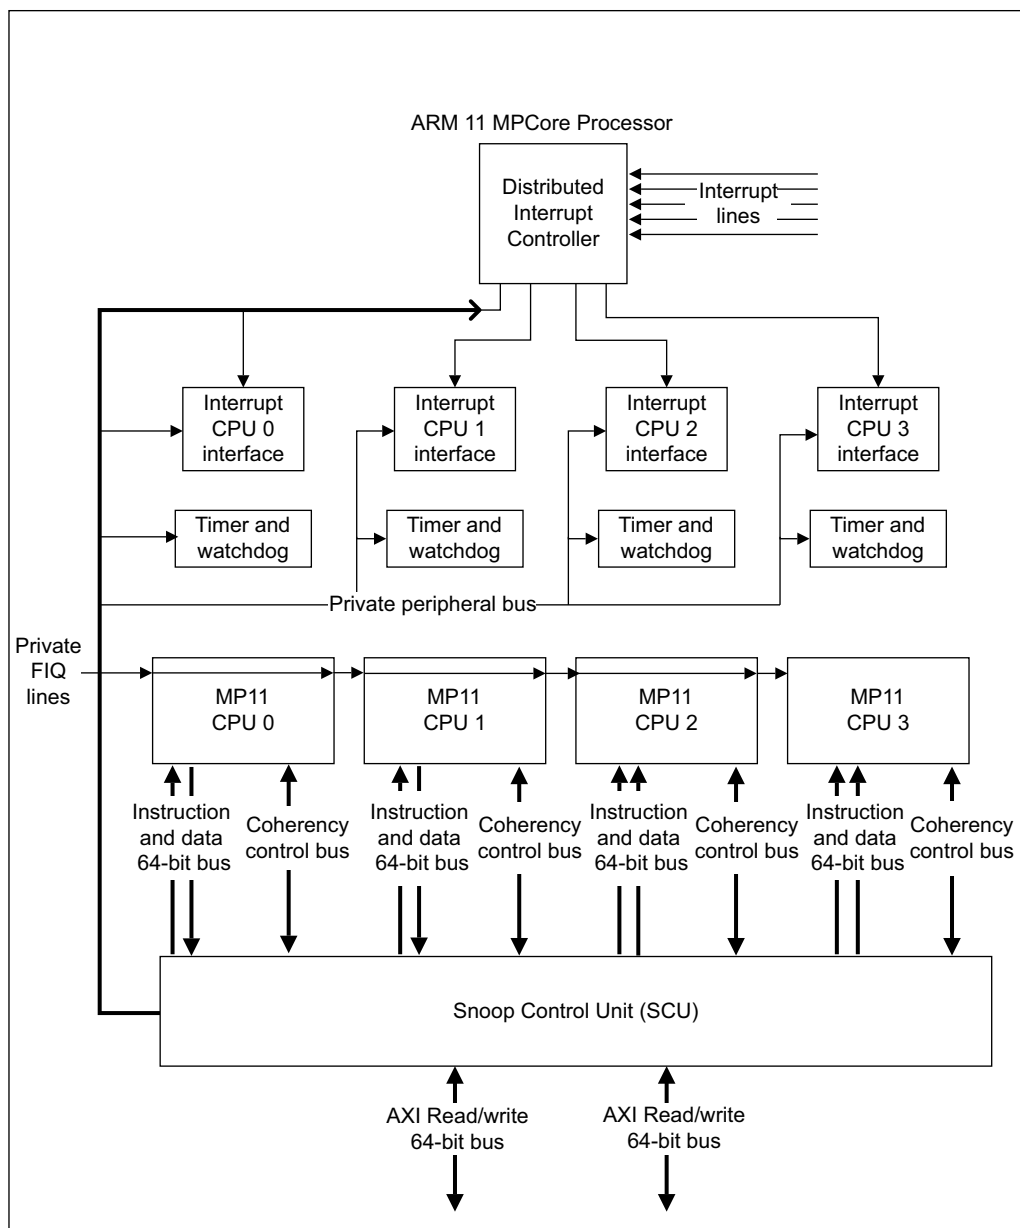 ARM 11 MPCore Processor
Distributed
Interrupt
Controller
Interrupt
lines
Interrupt
CPU 0
interface
Interrupt
CPU 1
interface
Interrupt
CPU 2
interface
Interrupt
CPU 3
interface
Timer and
watchdog
Timer and
watchdog
Timer and
watchdog
Timer and
watchdog
Private peripheral bus
Private
FIQ
lines
MP11
CPU 0
MP11
CPU 1
MP11
CPU 2
MP11
CPU 3
Instruction
and data
64-bit bus
Coherency
control bus
Instruction
and data
64-bit bus
Coherency
control bus
Instruction
and data
64-bit bus
Coherency
control bus
Instruction
and data
64-bit bus
Coherency
control bus
Snoop Control Unit (SCU)
AXI Read/write
64-bit bus
AXI Read/write
64-bit bus